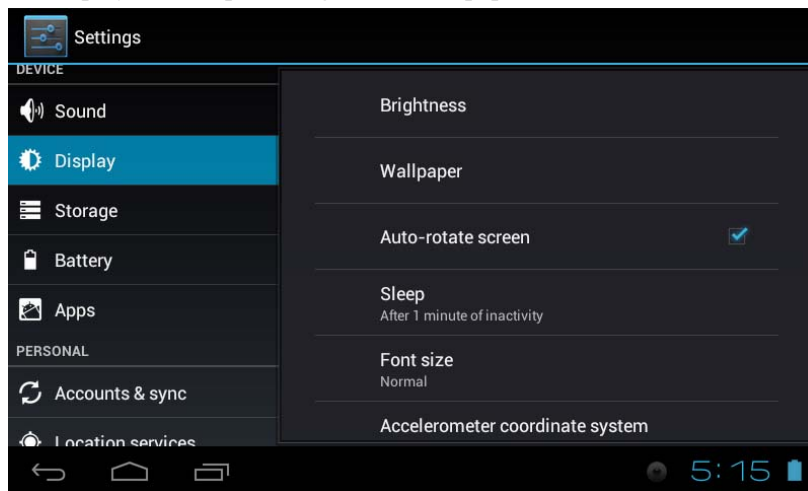 Settings
DEVICE
Sound
Display
Storage
Battery
Apps
PERSONAL
Accounts & sync
Location services
Brightness
Wallpaper
Auto-rotate screen
Sleep
After 1 minute of inactivity
Font size
Normal
Accelerometer coordinate system
5:15